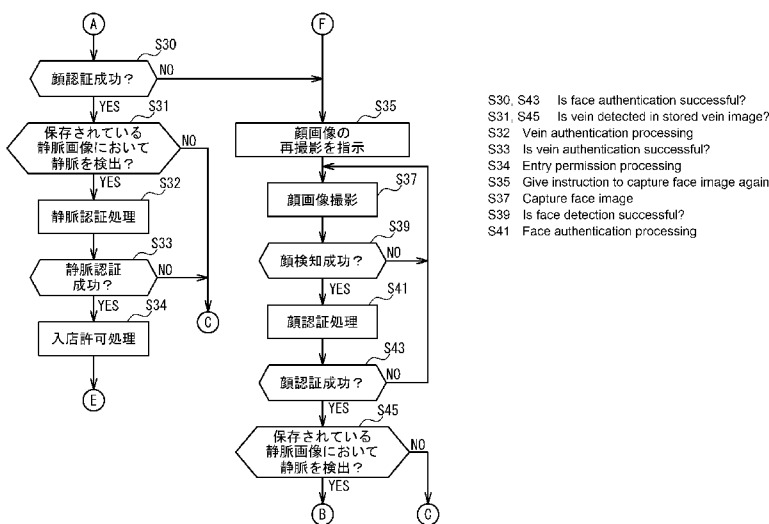 A
S30
顔認証成功？
NO
YES
S31
保存されている
静脈画像において
静脈を検出？
NO
YES
S32
静脈認証処理
S33
静脈認証
成功？
NO
YES
S34
入店許可処理
C
E
F
S35
顔画像の
再撮影を指示
S37
顔画像撮影
S39
顔検知成功？
NO
YES
S41
顔認証処理
S43
顔認証成功？
NO
YES
S45
保存されている
静脈画像において
静脈を検出？
NO
YES
B
C
S30, S43 Is face authentication successful?
S31, S45 Is vein detected in stored vein image?
S32 Vein authentication processing
S33 Is vein authentication successful?
S34 Entry permission processing
S35 Give instruction to capture face image again
S37 Capture face image
S39 Is face detection successful?
S41 Face authentication processing